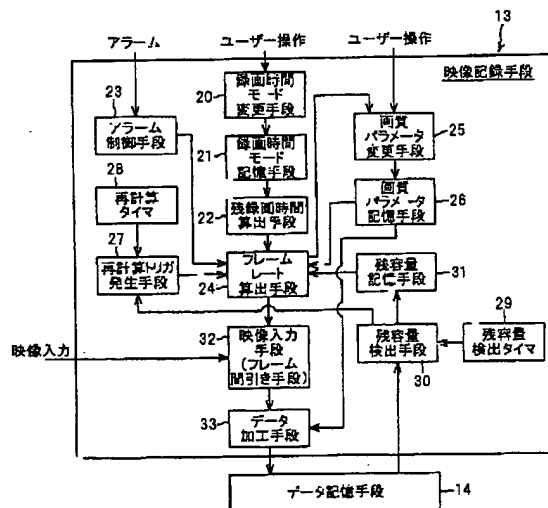 13
アラーム
ユーザー操作
ユーザー操作
映像記録手段
23
アラーム
制御手段
20
録画時間
モード
変更手段
画質
パラメータ
変更手段
25
28
再計算
タイマ
21
録画時間
モード
記憶手段
画質
パラメータ
記憶手段
26
22
残録画時間
算出手段
27
再計算トリガ
発生手段
フレーム
レート
算出手段
24
残容量
記憶手段
31
29
残容量
検出タイマ
映像入力
32
映像入力
手段
(フレーム
間引き手段)
残容量
検出手段
30
33
データ
加工手段
データ記憶手段
14